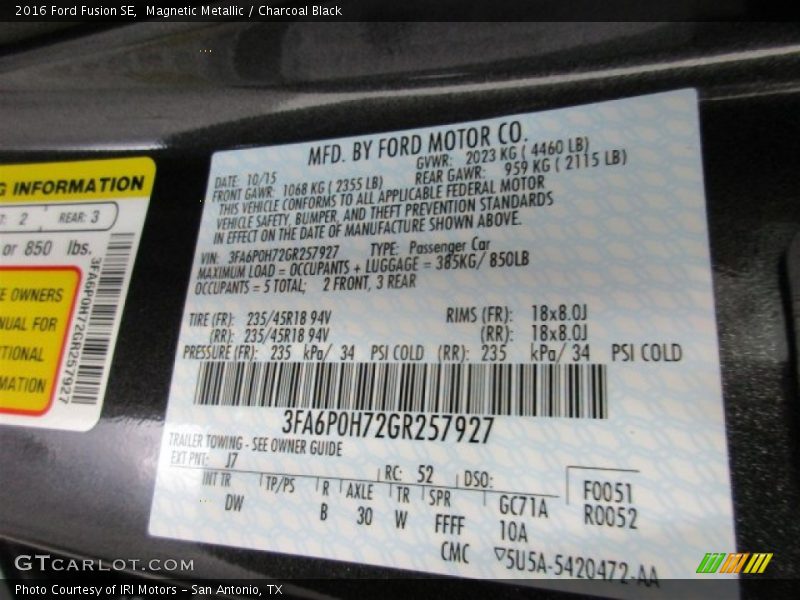 2016 Ford Fusion SE,  Magnetic Metallic / Charcoal Black
MFD. BY FORD MOTOR CO.
DATE: 10/15 GVWR: 2023 KG ( 4460 LB)
FRONT GAWR: 1068 KG ( 2355 LB) REAR GAWR: 959 KG ( 2115 LB)
THIS VEHICLE CONFORMS TO ALL APPLICABLE FEDERAL MOTOR
VEHICLE SAFETY, BUMPER, AND THEFT PREVENTION STANDARDS
IN EFFECT ON THE DATE OF MANUFACTURE SHOWN ABOVE.
VIN: 3FA6P0H72GR257927 TYPE: Passenger Car
MAXIMUM LOAD = OCCUPANTS + LUGGAGE = 385KG/ 850LB
OCCUPANTS = 5 TOTAL; 2 FRONT, 3 REAR
TIRE (FR): 235/45R18 94V RIMS (FR): 18x8.0J
(RR): 235/45R18 94V (RR): 18x8.0J
PRESSURE (FR): 235 kPa/ 34 PSI COLD (RR): 235 kPa/ 34 PSI COLD
3FA6P0H72GR257927
TRAILER TOWING - SEE OWNER GUIDE
EXT PNT: J7 RC: 52 DSO:
INT TR TP/PS R AXLE TR SPR
DW B 30 W FFFF GC71A
10A
CMC
F0051
R0052
▽5U5A-5420472-AA
G INFORMATION
: 2 REAR: 3
or 850 lbs.
E OWNERS
NUAL FOR
ITIONAL
MATION
3FA6P0H72GR257927
GTCARLOT.COM
Photo Courtesy of IRI Motors – San Antonio, TX